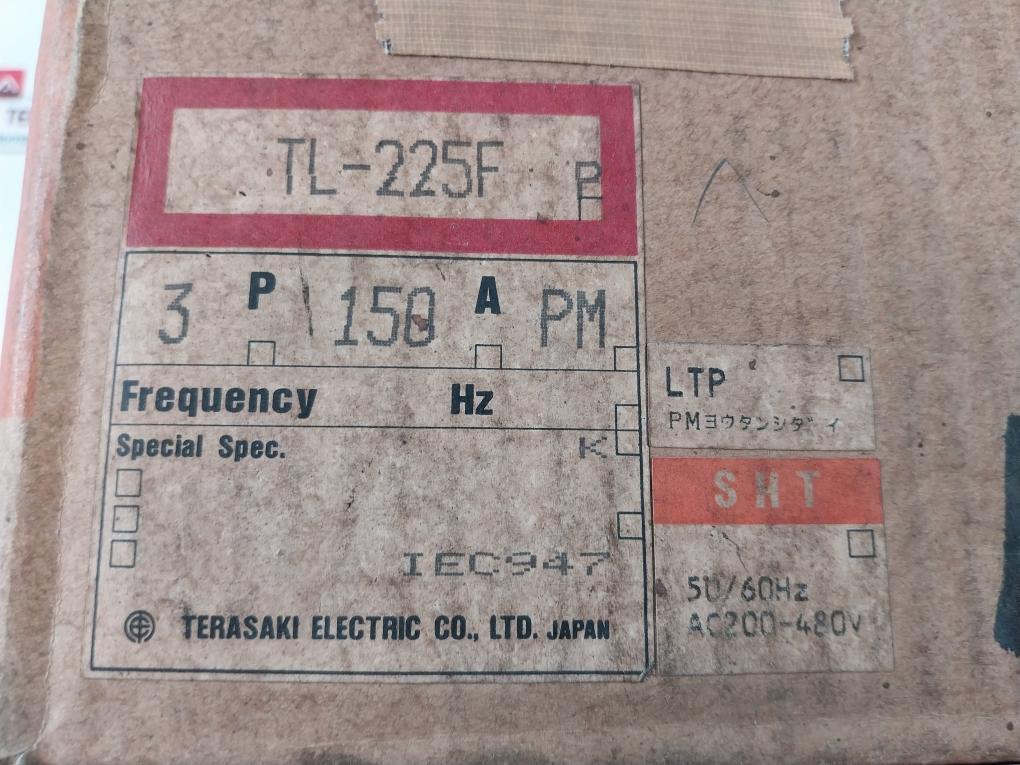 TL-225F
P
3 P 150 A PM
Frequency Hz
Special Spec. K
IEC947
TERASAKI ELECTRIC CO., LTD. JAPAN
LTP
PMヨウタンシダイ
SHT
50/60Hz
AC200-480V